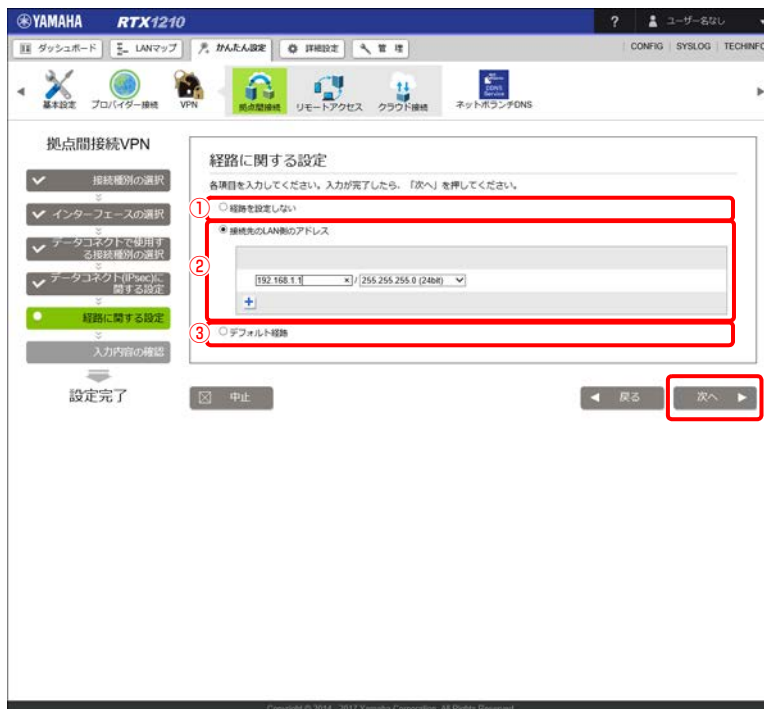 YAMAHA RTX1210 ? ユーザー名なし
ダッシュボード LANマップ かんたん設定 詳細設定 管 理 CONFIG SYSLOG TECHINFO
基本設定 プロバイダー接続 VPN 拠点間接続 リモートアクセス クラウド接続 ネットボランチDNS
拠点間接続VPN
接続種別の選択
インターフェースの選択
データコネクトで使用す
る接続種別の選択
データコネクト(IPsec)に
関する設定
経路に関する設定
入力内容の確認
設定完了
経路に関する設定
各項目を入力してください。入力が完了したら、「次へ」を押してください。
① 経路を設定しない
② 接続先のLAN側のアドレス
192.168.1.1 × / 255.255.255.0 (24bit)
+
③ デフォルト経路
中止 戻る 次へ
Copyright © 2014 - 2017 Yamaha Corporation. All Rights Reserved.